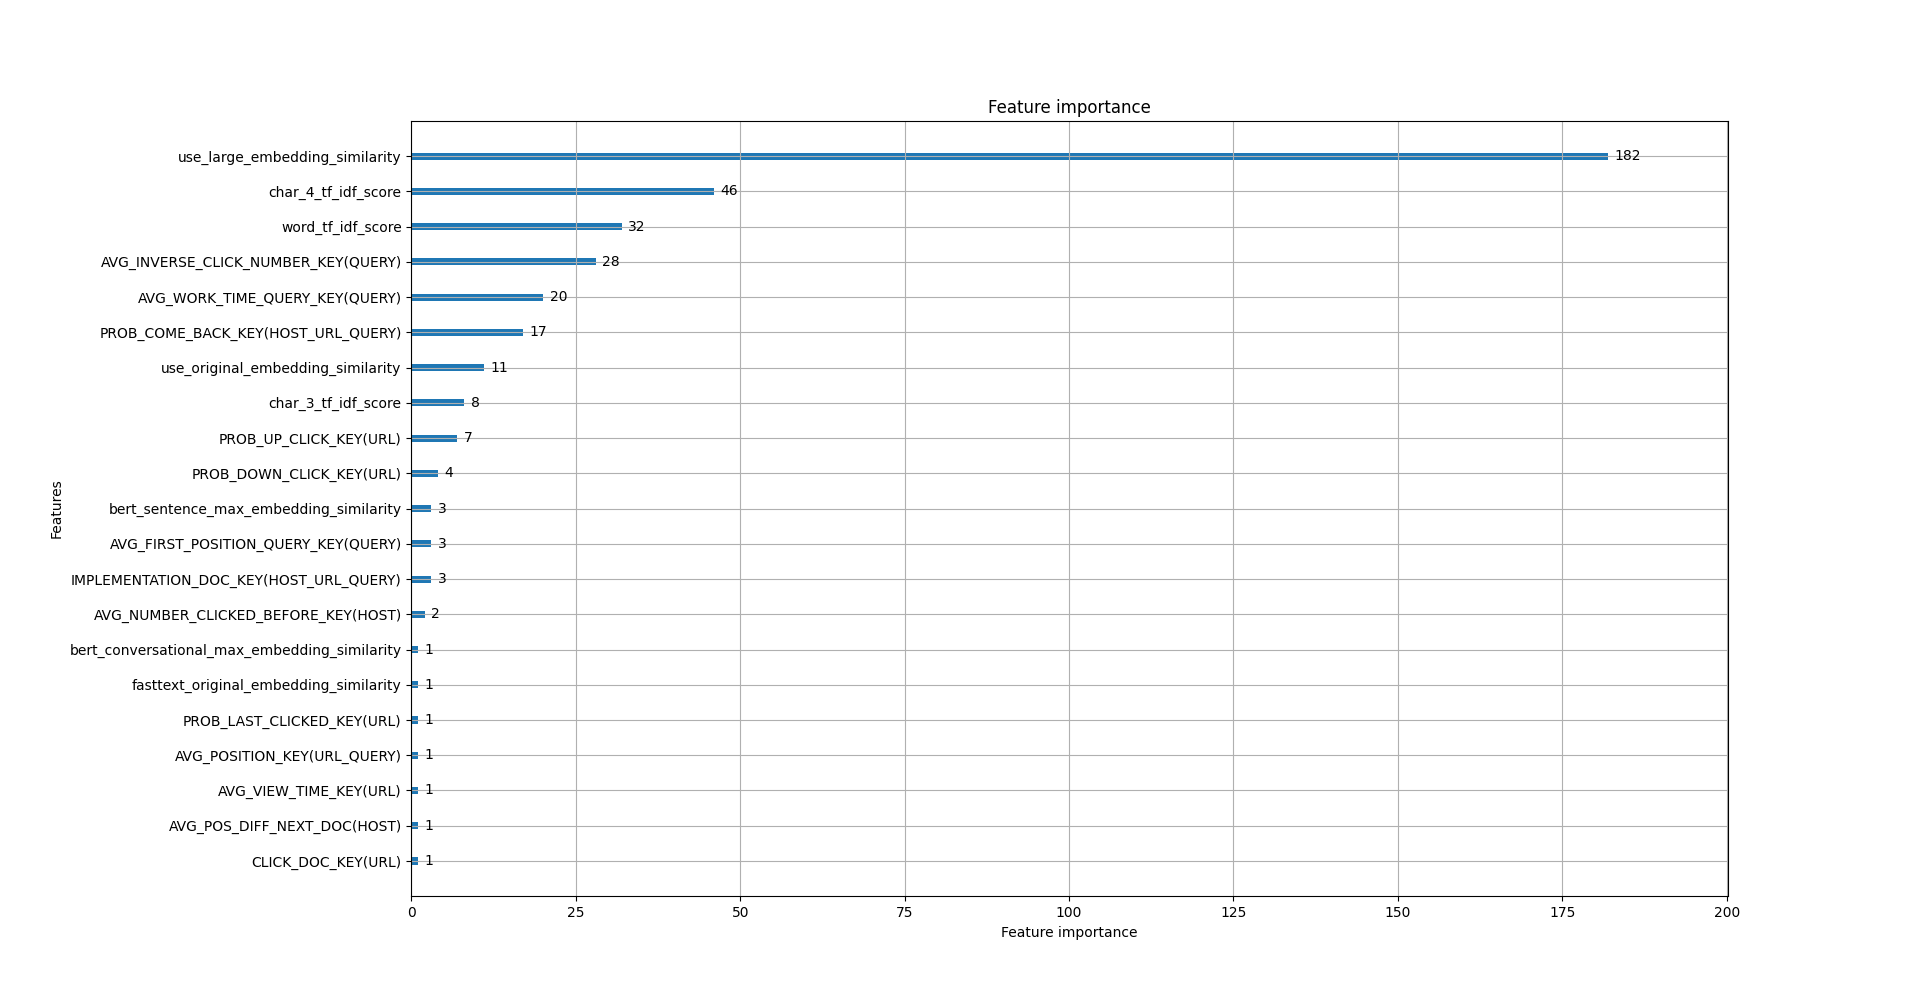 Feature importance
use_large_embedding_similarity 182
char_4_tf_idf_score 46
word_tf_idf_score 32
AVG_INVERSE_CLICK_NUMBER_KEY(QUERY) 28
AVG_WORK_TIME_QUERY_KEY(QUERY) 20
PROB_COME_BACK_KEY(HOST_URL_QUERY) 17
use_original_embedding_similarity 11
char_3_tf_idf_score 8
PROB_UP_CLICK_KEY(URL) 7
PROB_DOWN_CLICK_KEY(URL) 4
bert_sentence_max_embedding_similarity 3
AVG_FIRST_POSITION_QUERY_KEY(QUERY) 3
IMPLEMENTATION_DOC_KEY(HOST_URL_QUERY) 3
AVG_NUMBER_CLICKED_BEFORE_KEY(HOST) 2
bert_conversational_max_embedding_similarity 1
fasttext_original_embedding_similarity 1
PROB_LAST_CLICKED_KEY(URL) 1
AVG_POSITION_KEY(URL_QUERY) 1
AVG_VIEW_TIME_KEY(URL) 1
AVG_POS_DIFF_NEXT_DOC(HOST) 1
CLICK_DOC_KEY(URL) 1
Features
0 25 50 75 100 125 150 175 200
Feature importance